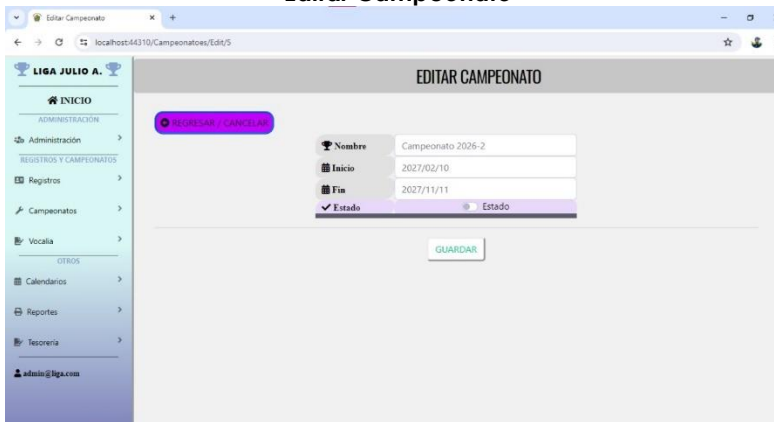 Editar Campeonato
Editar Campeonato
localhost:44310/Campeonatoes/Edit/5
LIGA JULIO A.
EDITAR CAMPEONATO
INICIO
ADMINISTRACIÓN
REGRESAR / CANCELAR
Administración
Nombre Campeonato 2026-2
REGISTROS Y CAMPEONATOS
Inicio 2027/02/10
Registros
Fin 2027/11/11
Campeonatos
Estado Estado
Vocalia
GUARDAR
OTROS
Calendarios
Reportes
Tesorería
admin@liga.com